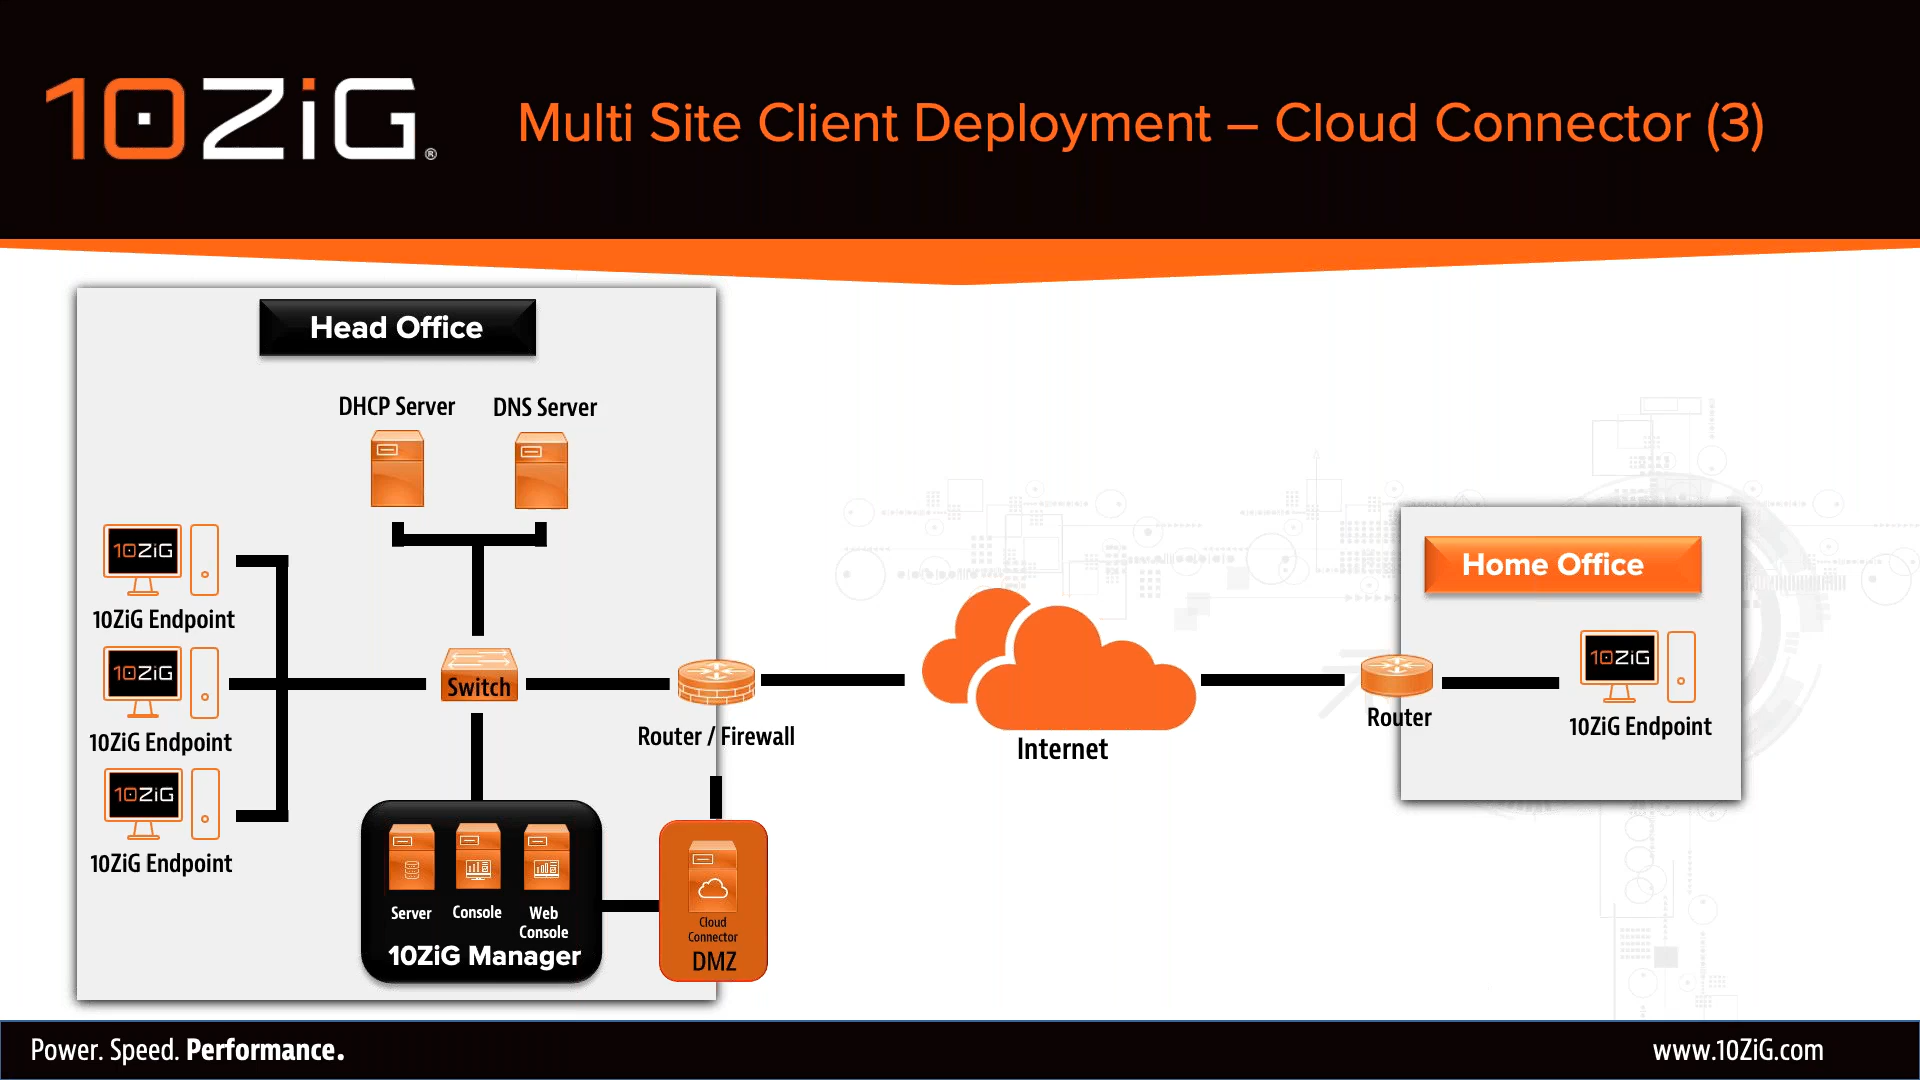 10ZiG®
Multi Site Client Deployment – Cloud Connector (3)
Head Office
DHCP Server
DNS Server
10ZiG
10ZiG Endpoint
10ZiG
10ZiG Endpoint
10ZiG
10ZiG Endpoint
Switch
Router / Firewall
Internet
Home Office
Router
10ZiG
10ZiG Endpoint
Server
Console
Web
Console
10ZiG Manager
Cloud
Connector
DMZ
Power. Speed. Performance.
www.10ZiG.com